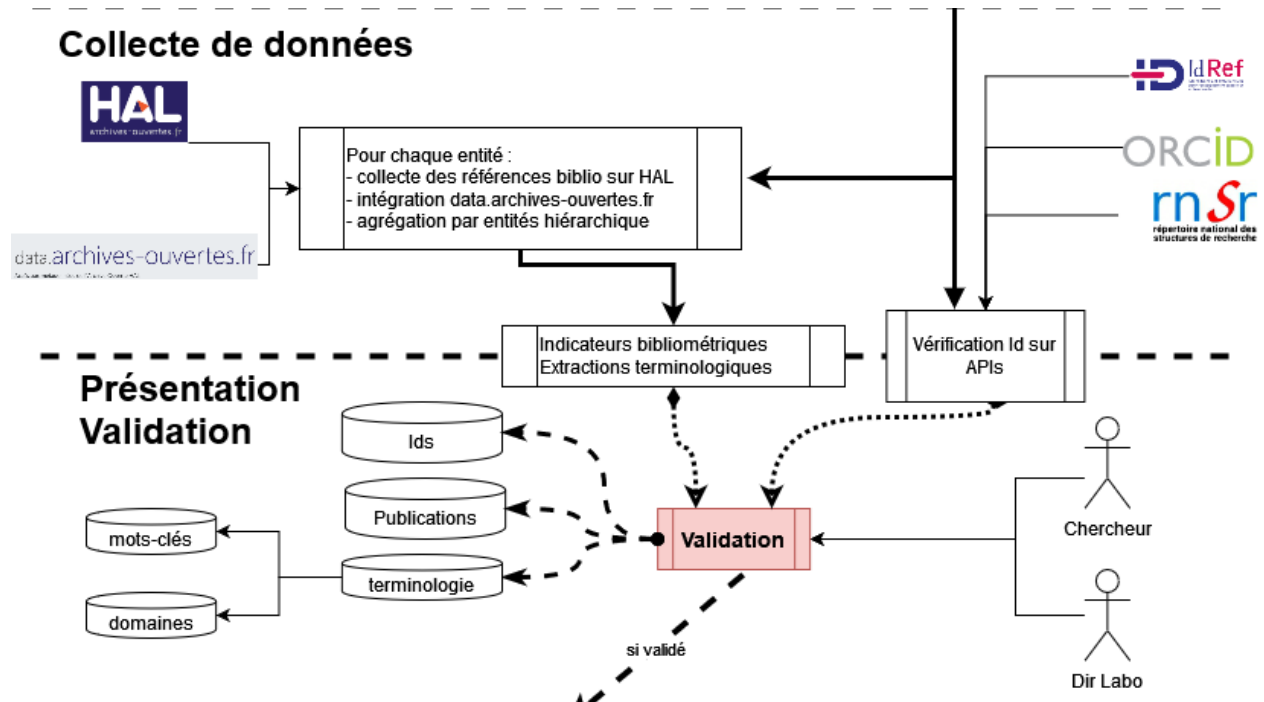 Collecte de données
HAL
archives-ouvertes.fr
IdRef
ORCID
Pour chaque entité :
- collecte des références biblio sur HAL
- intégration data.archives-ouvertes.fr
- agrégation par entités hiérarchique
rnSr
répertoire national des
structures de recherche
data.archives-ouvertes.fr
Indicateurs bibliométriques
Extractions terminologiques
Vérification Id sur
APIs
Présentation
Validation
Ids
Publications
mots-clés
terminologie
domaines
Validation
Chercheur
si validé
Dir Labo